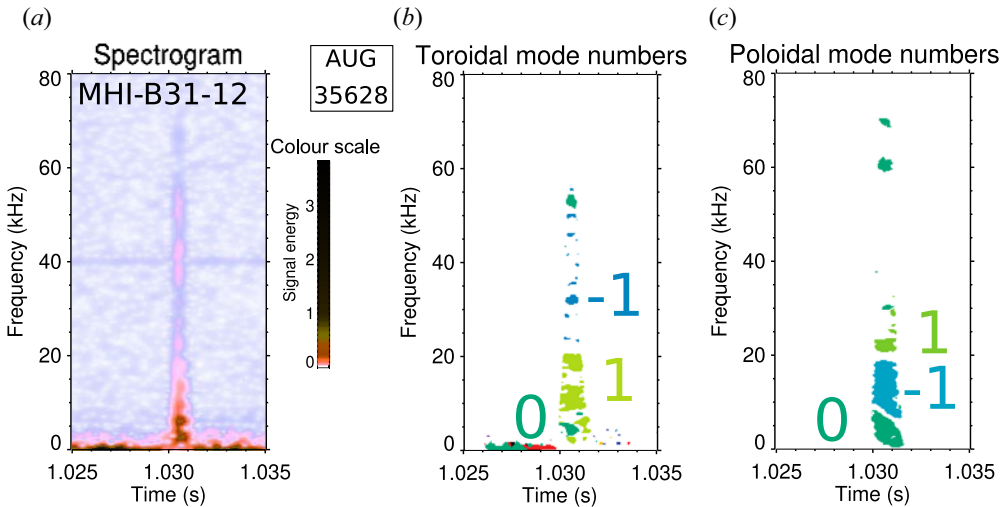 (a)
Spectrogram
MHI-B31-12
80
60
40
20
0
Frequency (kHz)
1.025
1.030
1.035
Time (s)
AUG
35628
Colour scale
3
2
1
0
Signal energy
(b)
Toroidal mode numbers
80
60
40
20
0
Frequency (kHz)
-1
1
0
1.025
1.030
1.035
Time (s)
(c)
Poloidal mode numbers
80
60
40
20
0
Frequency (kHz)
1
-1
0
1.025
1.030
1.035
Time (s)